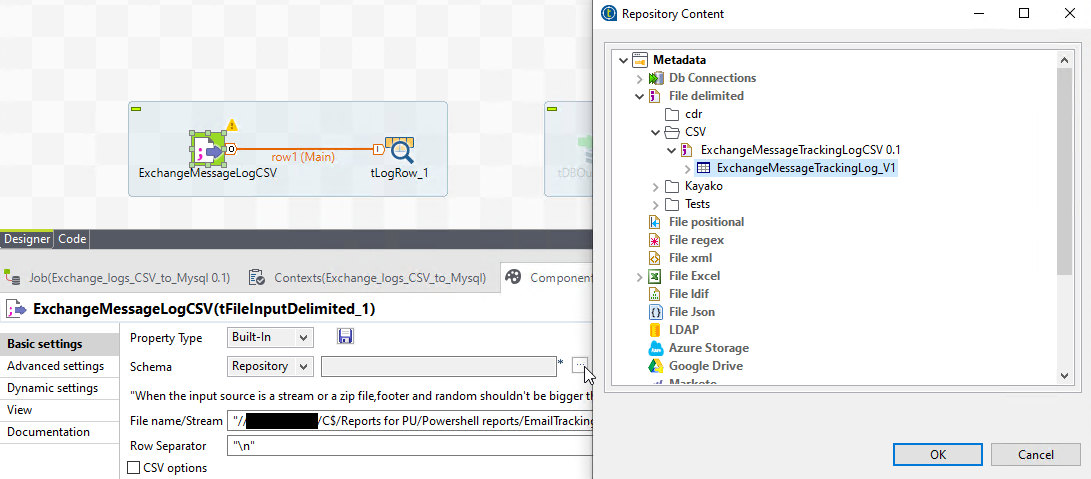 ExchangeMessageLogCSV
O
row1 (Main)
I
tLogRow_1
Designer
Code
Job(Exchange_logs_CSV_to_Mysql 0.1)
Contexts(Exchange_logs_CSV_to_Mysql)
Component
ExchangeMessageLogCSV(tFileInputDelimited_1)
Basic settings
Advanced settings
Dynamic settings
View
Documentation
Property Type
Built-In
Schema
Repository
*
...
"When the input source is a stream or a zip file,footer and random shouldn't be bigger th
File name/Stream
"// /C$/Reports for PU/Powershell reports/EmailTracking
Row Separator
"\n"
CSV options
Repository Content
Metadata
Db Connections
File delimited
cdr
CSV
ExchangeMessageTrackingLogCSV 0.1
ExchangeMessageTrackingLog_V1
Kayako
Tests
File positional
File regex
File xml
File Excel
File ldif
File Json
LDAP
Azure Storage
Google Drive
Marketo
OK
Cancel